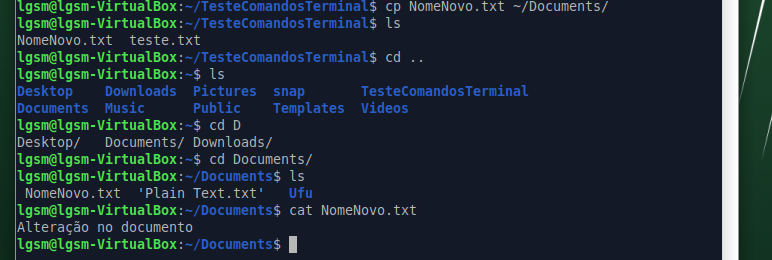 lgsm@lgsm-VirtualBox:~/TesteComandosTerminal$ cp NomeNovo.txt ~/Documents/
lgsm@lgsm-VirtualBox:~/TesteComandosTerminal$ ls
NomeNovo.txt  teste.txt
lgsm@lgsm-VirtualBox:~/TesteComandosTerminal$ cd ..
lgsm@lgsm-VirtualBox:~$ ls
Desktop    Downloads  Pictures  snap       TesteComandosTerminal
Documents  Music      Public    Templates  Videos
lgsm@lgsm-VirtualBox:~$ cd D
Desktop/   Documents/ Downloads/
lgsm@lgsm-VirtualBox:~$ cd Documents/
lgsm@lgsm-VirtualBox:~/Documents$ ls
 NomeNovo.txt  'Plain Text.txt'   Ufu
lgsm@lgsm-VirtualBox:~/Documents$ cat NomeNovo.txt
Alteração no documento
lgsm@lgsm-VirtualBox:~/Documents$